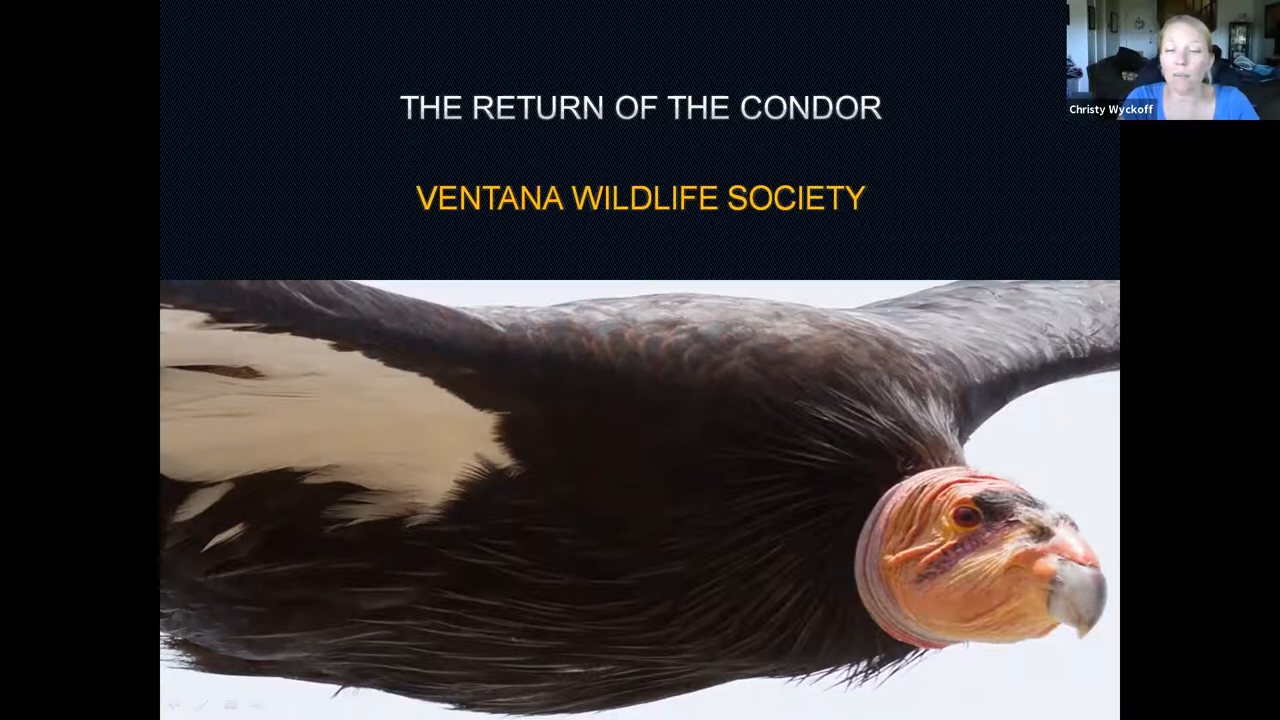 THE RETURN OF THE CONDOR
VENTANA WILDLIFE SOCIETY
Christy Wyckoff